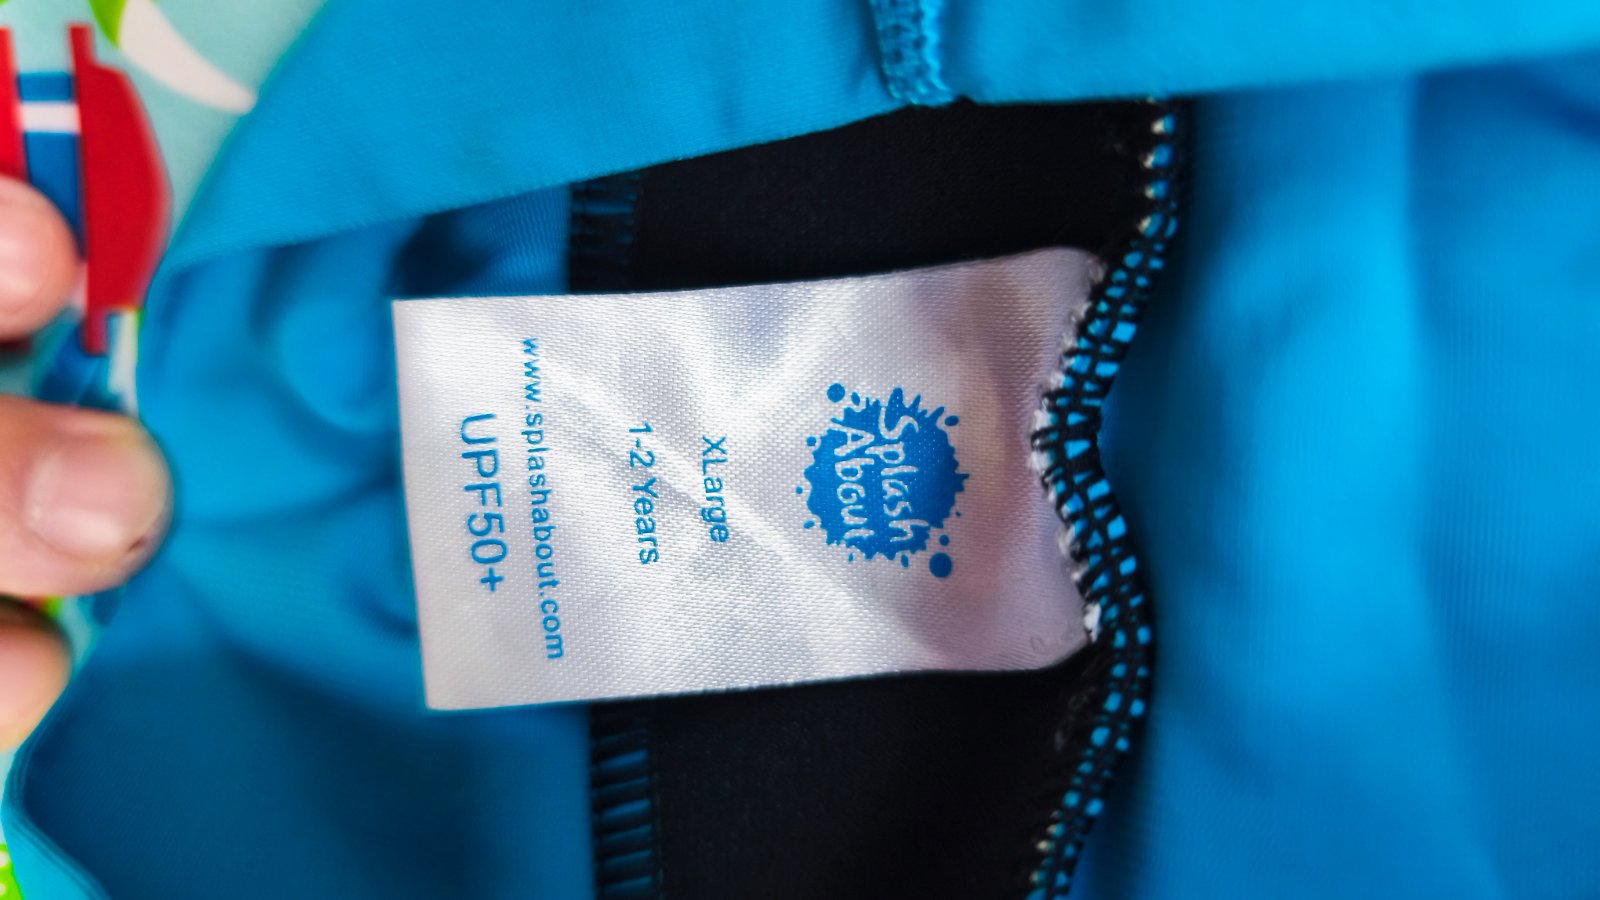 Splash
About
XLarge
1-2 Years
www.splashabout.com
UPF50+